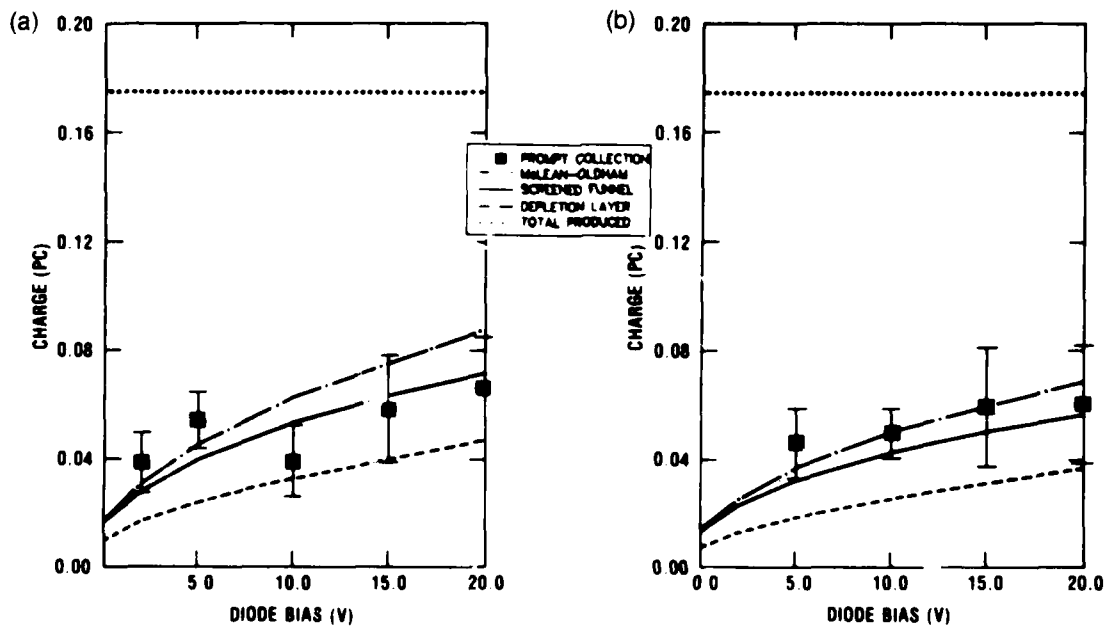 (a)
0.20
0.16
0.12
0.08
0.04
0.00
CHARGE (PC)
5.0
10.0
15.0
20.0
DIODE BIAS (V)
PROMPT COLLECTION
McLEAN-OLDHAM
SCREENED FUNNEL
DEPLETION LAYER
TOTAL PRODUCED
(b)
0.20
0.16
0.12
0.08
0.04
0.00
CHARGE (PC)
0.0
5.0
10.0
15.0
20.0
DIODE BIAS (V)